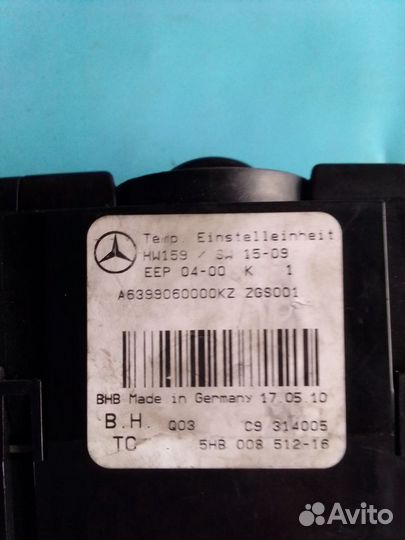 Temp. Einstelleinheit
HW159 / SW 15-09
EEP 04-00 K 1
A6399060000KZ ZGS001
BHB Made in Germany 17.05.10
B.H. Q03 C9 314005
TC 5HB 008 512-16
Avito